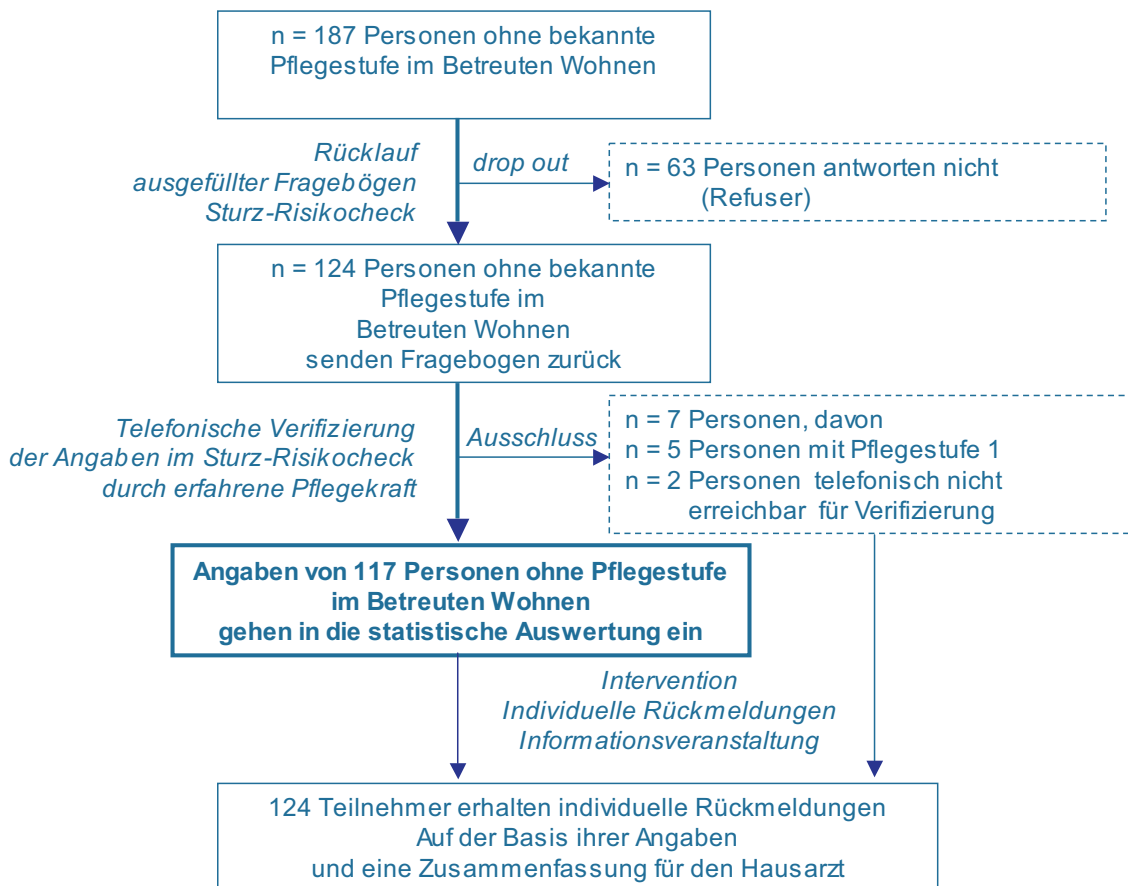 n = 187 Personen ohne bekannte
Pflegestufe im Betreuten Wohnen
Rücklauf
ausgefüllter Fragebögen
Sturz-Risikocheck
drop out
n = 63 Personen antworten nicht
(Refuser)
n = 124 Personen ohne bekannte
Pflegestufe im
Betreuten Wohnen
senden Fragebogen zurück
Telefonische Verifizierung
der Angaben im Sturz-Risikocheck
durch erfahrene Pflegekraft
Ausschluss
n = 7 Personen, davon
n = 5 Personen mit Pflegestufe 1
n = 2 Personen telefonisch nicht
erreichbar für Verifizierung
Angaben von 117 Personen ohne Pflegestufe
im Betreuten Wohnen
gehen in die statistische Auswertung ein
Intervention
Individuelle Rückmeldungen
Informationsveranstaltung
124 Teilnehmer erhalten individuelle Rückmeldungen
Auf der Basis ihrer Angaben
und eine Zusammenfassung für den Hausarzt